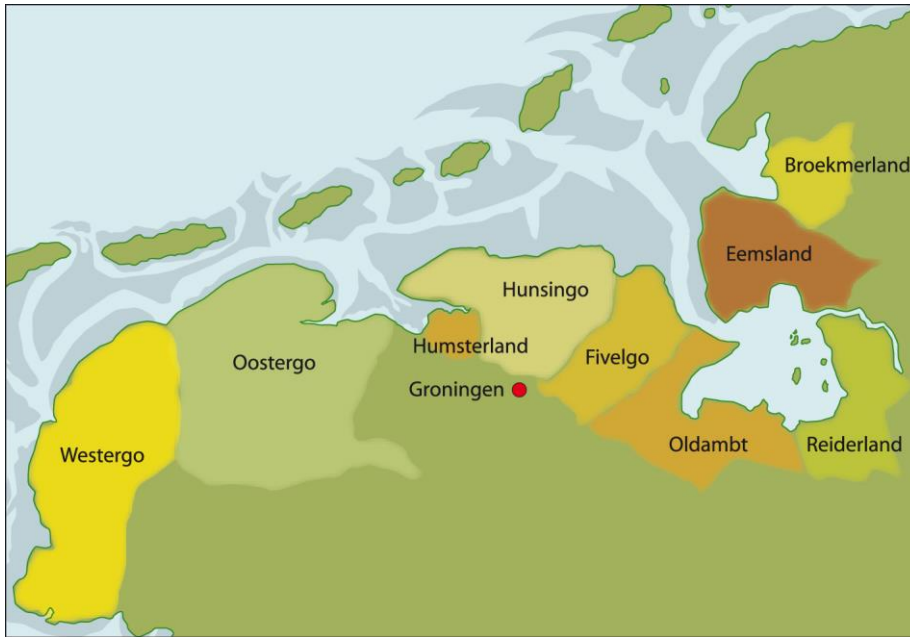 Broekmerland
Eemsland
Hunsingo
Humsterland
Oostergo
Fivelgo
Groningen
Westergo
Oldambt
Reiderland